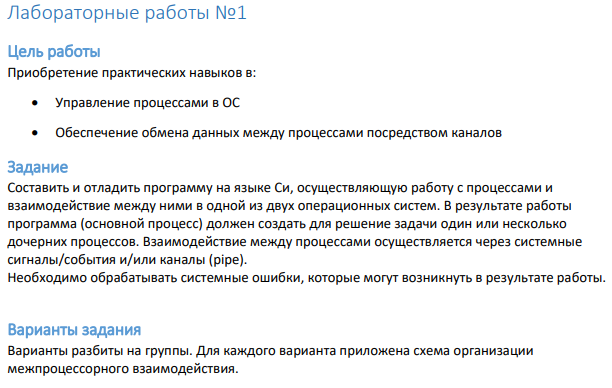 Лабораторные работы №1
Цель работы
Приобретение практических навыков в:
• Управление процессами в ОС
• Обеспечение обмена данных между процессами посредством каналов
Задание
Составить и отладить программу на языке Си, осуществляющую работу с процессами и
взаимодействие между ними в одной из двух операционных систем. В результате работы
программа (основной процесс) должен создать для решение задачи один или несколько
дочерних процессов. Взаимодействие между процессами осуществляется через системные
сигналы/события и/или каналы (pipe).
Необходимо обрабатывать системные ошибки, которые могут возникнуть в результате работы.
Варианты задания
Варианты разбиты на группы. Для каждого варианта приложена схема организации
межпроцессорного взаимодействия.